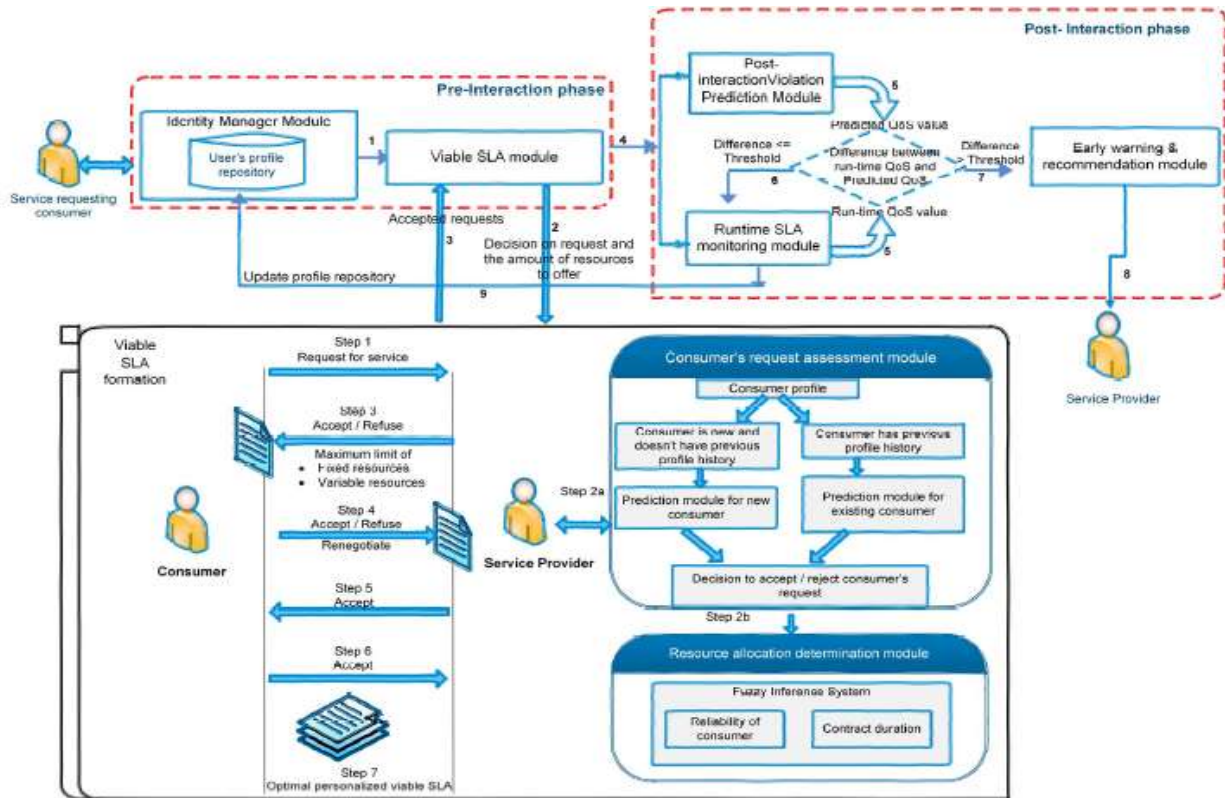 Post- Interaction phase
Pre-Interaction phase
Post-
interactionViolation
Prediction Module
5
Identity Manager Module
User's profile
repository
1
Viable SLA module
4
Predicted QoS value
Difference <=
Threshold
6
Difference between
run-time QoS and
Predicted QoS
Difference
> Threshold
7
Early warning &
recommendation module
Service requesting
consumer
Run-time QoS value
Runtime SLA
monitoring module
5
Accepted requests
3
2
Decision on request and
the amount of resources
to offer
Update profile repository
9
8
Service Provider
Viable
SLA
formation
Step 1
Request for service
Step 3
Accept / Refuse
Maximum limit of
• Fixed resources
• Variable resources
Step 4
Accept / Refuse
Renegotiate
Consumer
Step 5
Accept
Step 6
Accept
Step 7
Optimal personalized viable SLA
Service Provider
Step 2a
Consumer's request assessment module
Consumer profile
Consumer is new and
doesn't have previous
profile history
Consumer has previous
profile history
Prediction module for new
consumer
Prediction module for
existing consumer
Decision to accept / reject consumer's
request
Step 2b
Resource allocation determination module
Fuzzy Inference System
Reliability of
consumer
Contract duration